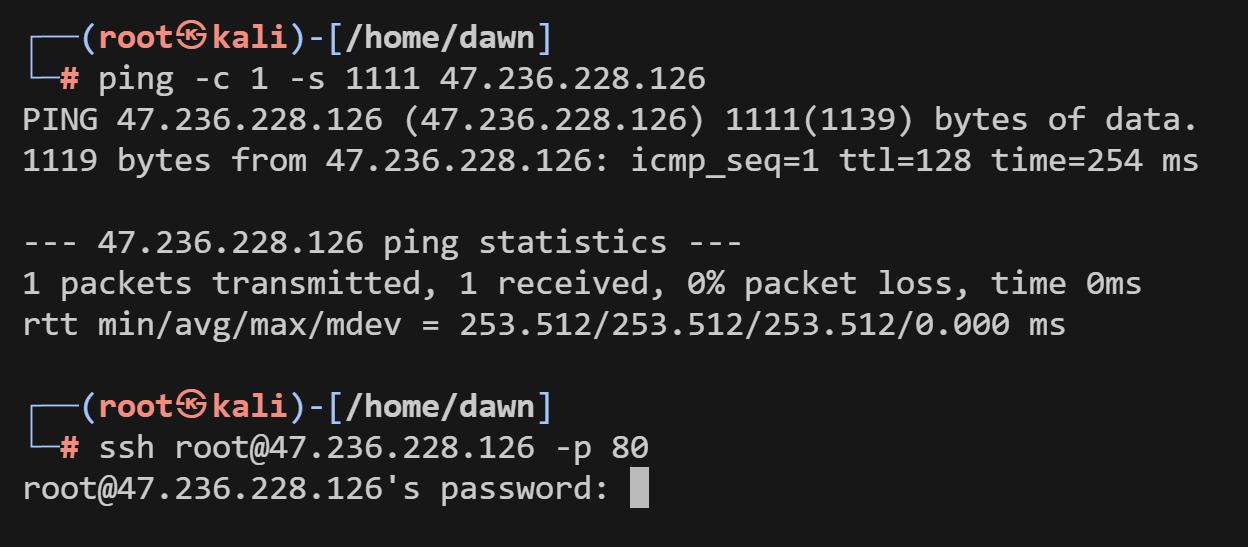 ┌──(root㉿kali)-[/home/dawn]
└─# ping -c 1 -s 1111 47.236.228.126
PING 47.236.228.126 (47.236.228.126) 1111(1139) bytes of data.
1119 bytes from 47.236.228.126: icmp_seq=1 ttl=128 time=254 ms

--- 47.236.228.126 ping statistics ---
1 packets transmitted, 1 received, 0% packet loss, time 0ms
rtt min/avg/max/mdev = 253.512/253.512/253.512/0.000 ms

┌──(root㉿kali)-[/home/dawn]
└─# ssh root@47.236.228.126 -p 80
root@47.236.228.126's password: